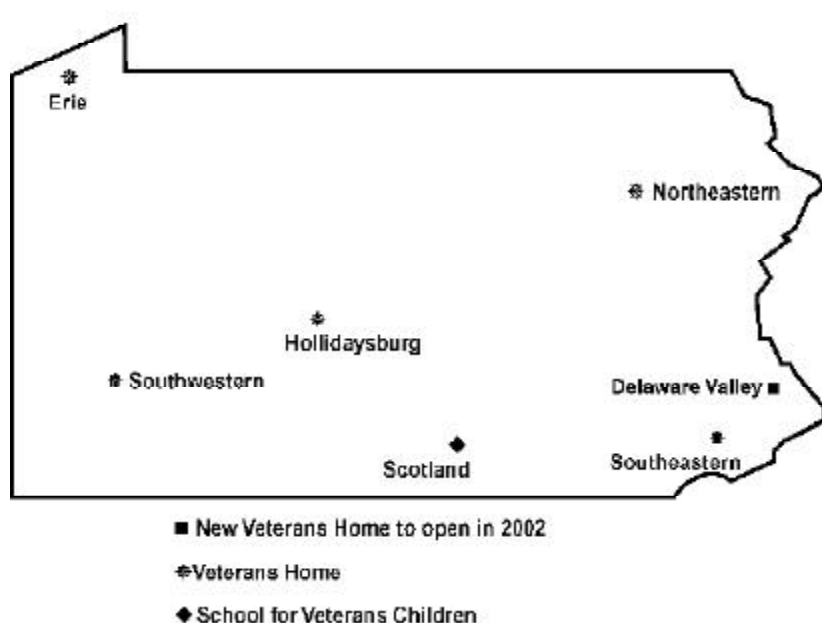 Erie
Northeastern
Hollidaysburg
Southwestern
Delaware Valley
Scotland
Southeastern
New Veterans Home to open in 2002
Veterans Home
School for Veterans Children